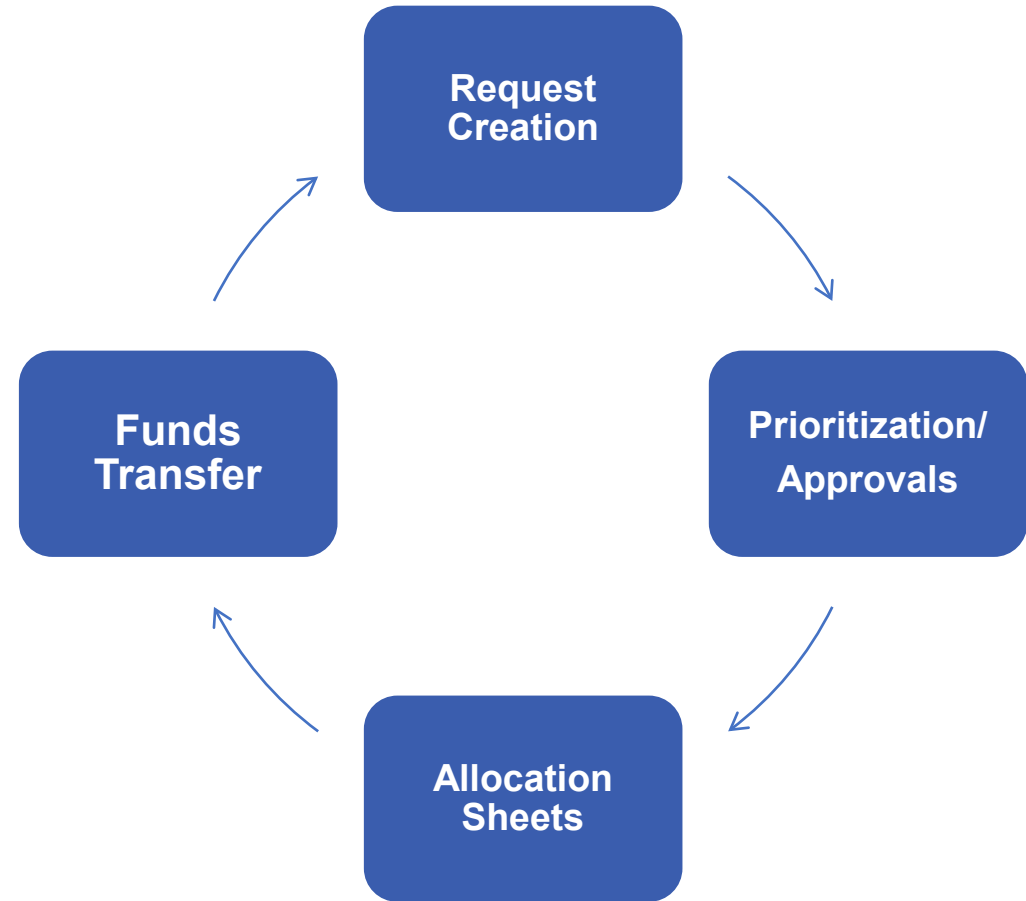 Request
Creation
Prioritization/
Approvals
Allocation
Sheets
Funds
Transfer